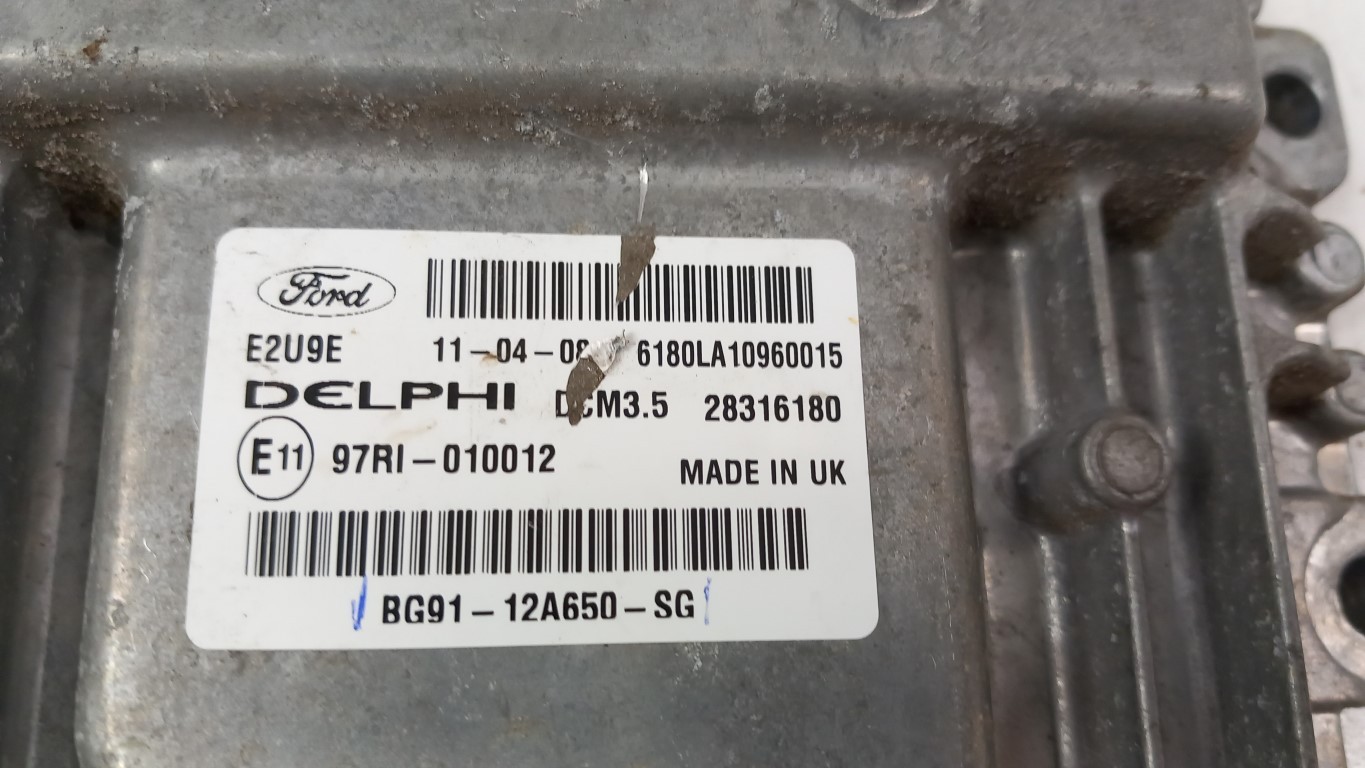 Ford
E2U9E 11-04-08 6180LA10960015
DELPHI DCM3.5 28316180
E11 97RI-010012 MADE IN UK
BG91-12A650-SG